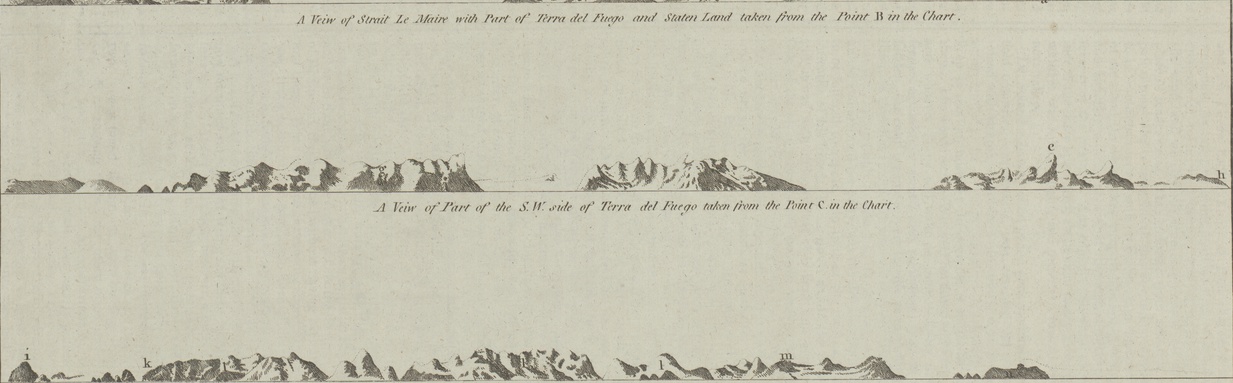 a
A Veiw of Strait Le Maire with Part of Terra del Fuego and Staten Land taken from the Point B in the Chart.
c
h
A Veiw of Part of the S.W. side of Terra del Fuego taken from the Point C in the Chart.
i k l m